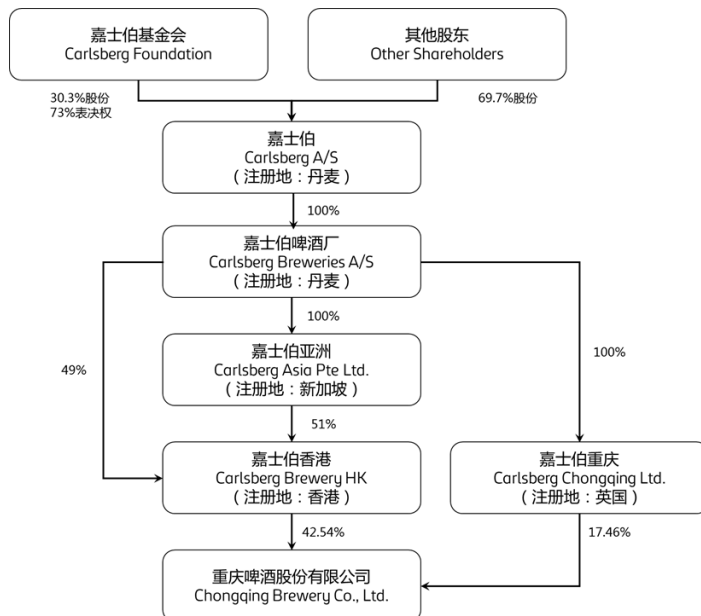 嘉士伯基金会
Carlsberg Foundation
其他股东
Other Shareholders
30.3%股份
73%表决权
69.7%股份
嘉士伯
Carlsberg A/S
（注册地：丹麦）
100%
嘉士伯啤酒厂
Carlsberg Breweries A/S
（注册地：丹麦）
100%
嘉士伯亚洲
Carlsberg Asia Pte Ltd.
（注册地：新加坡）
49%
100%
51%
嘉士伯香港
Carlsberg Brewery HK
（注册地：香港）
嘉士伯重庆
Carlsberg Chongqing Ltd.
（注册地：英国）
42.54%
17.46%
重庆啤酒股份有限公司
Chongqing Brewery Co., Ltd.